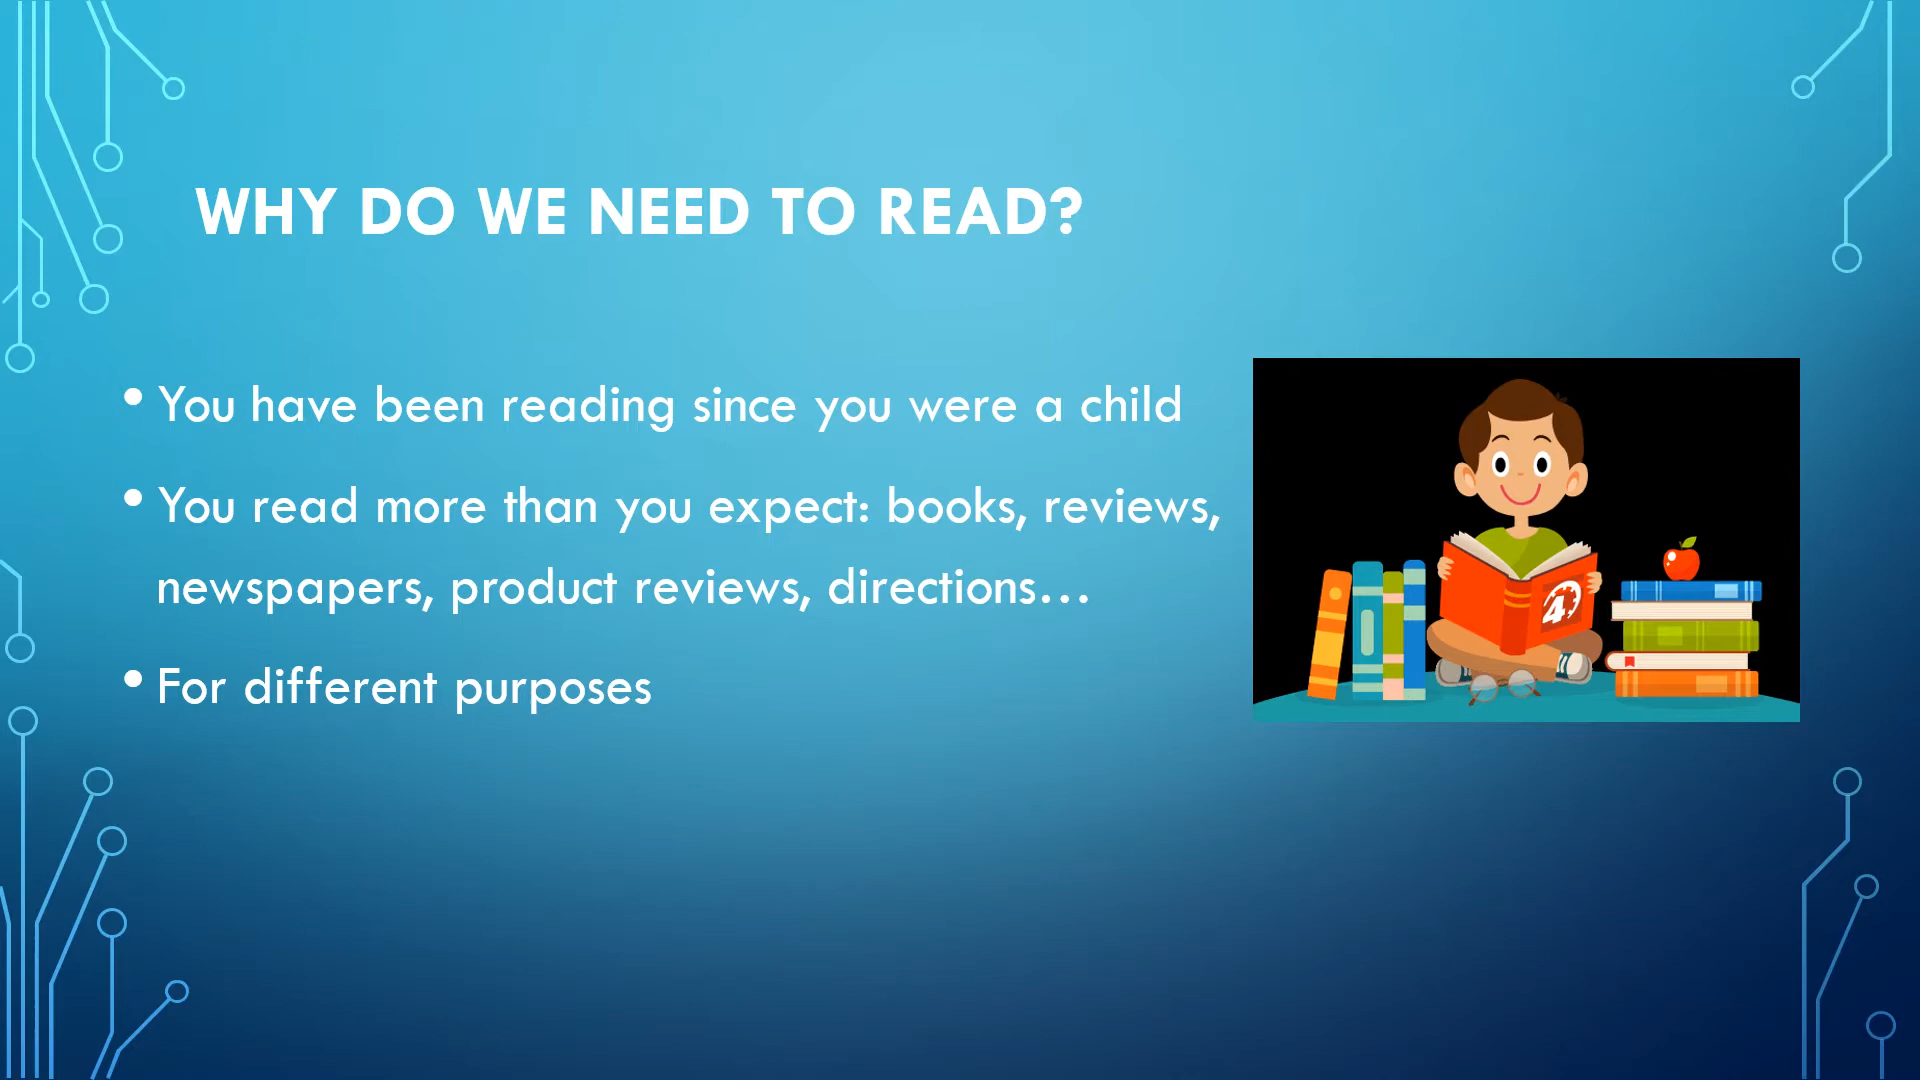 WHY DO WE NEED TO READ?
• You have been reading since you were a child
• You read more than you expect: books, reviews,
newspapers, product reviews, directions...
• For different purposes
4